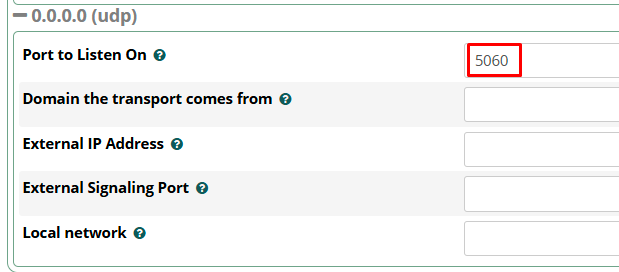 0.0.0.0 (udp)
Port to Listen On
5060
Domain the transport comes from
External IP Address
External Signaling Port
Local network